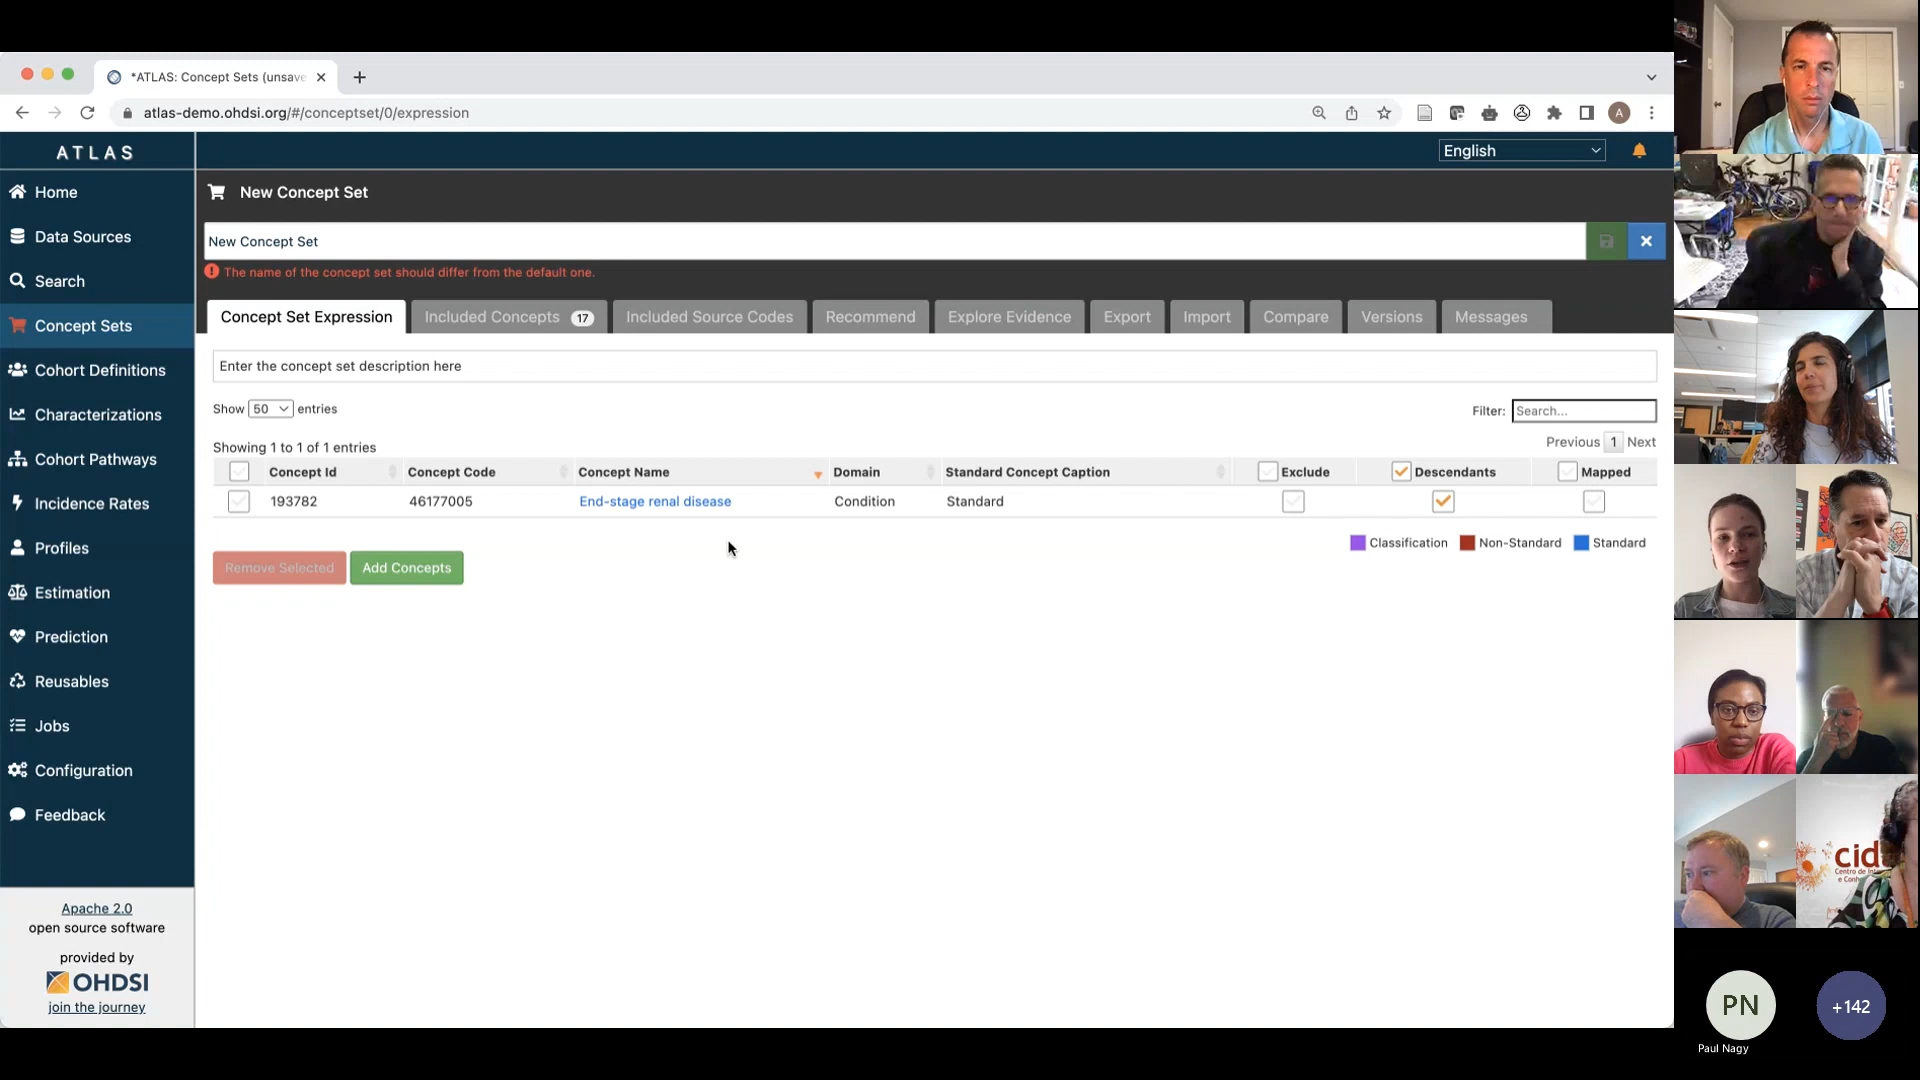 *ATLAS: Concept Sets (unsave
atlas-demo.ohdsi.org/#/conceptset/0/expression
A
ATLAS
English
Home
Data Sources
Search
Concept Sets
Cohort Definitions
Characterizations
Cohort Pathways
Incidence Rates
Profiles
Estimation
Prediction
Reusables
Jobs
Configuration
Feedback
Apache 2.0
open source software
provided by
OHDSI
join the journey
New Concept Set
New Concept Set
The name of the concept set should differ from the default one.
Concept Set Expression Included Concepts 17 Included Source Codes Recommend Explore Evidence Export Import Compare Versions Messages
Enter the concept set description here
Show 50 entries
Filter: Search...
Showing 1 to 1 of 1 entries
Previous 1 Next
Concept Id Concept Code Concept Name Domain Standard Concept Caption Exclude Descendants Mapped
193782 46177005 End-stage renal disease Condition Standard
Classification Non-Standard Standard
Remove Selected Add Concepts
cid
Centro de In
e Conh
PN
+142
Paul Nagy